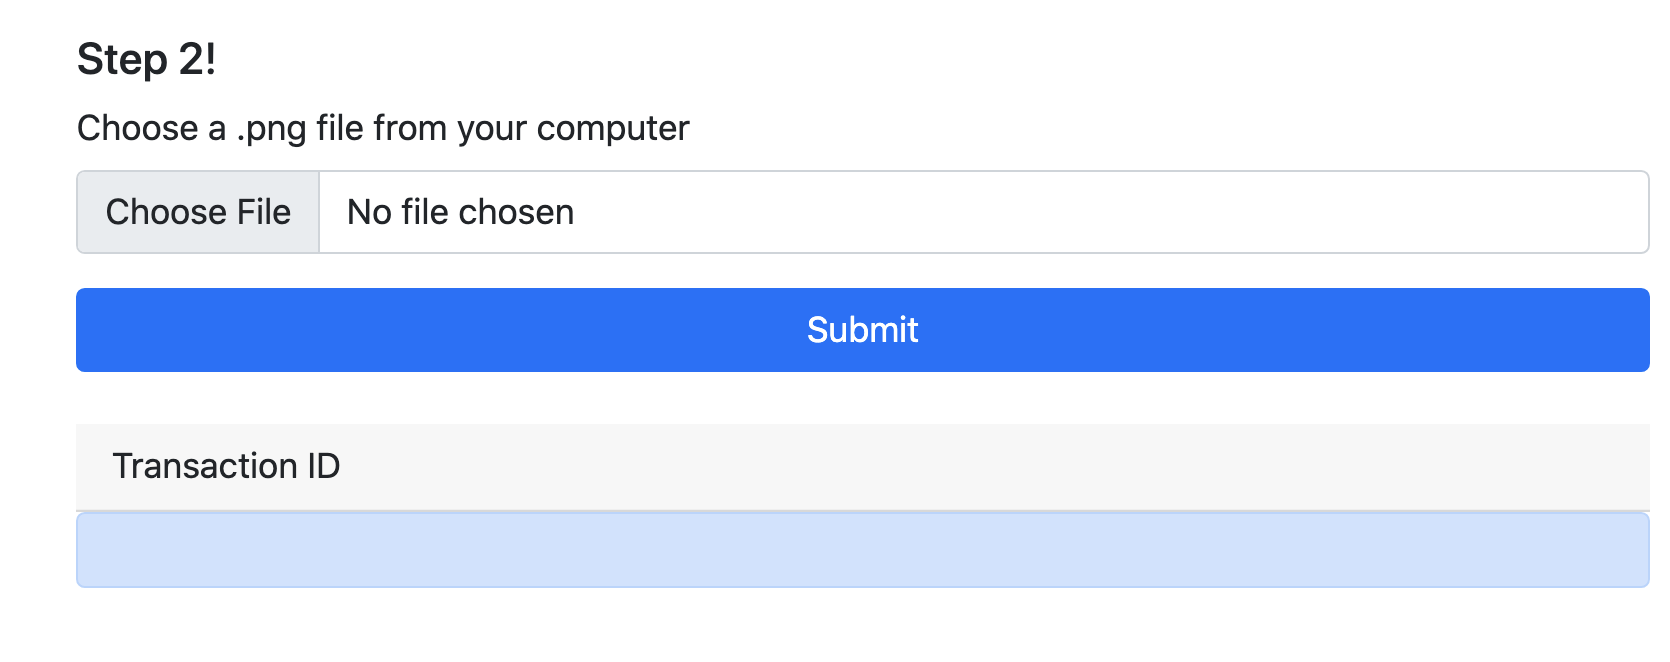 Step 2!
Choose a .png file from your computer
Choose File No file chosen
Submit
Transaction ID